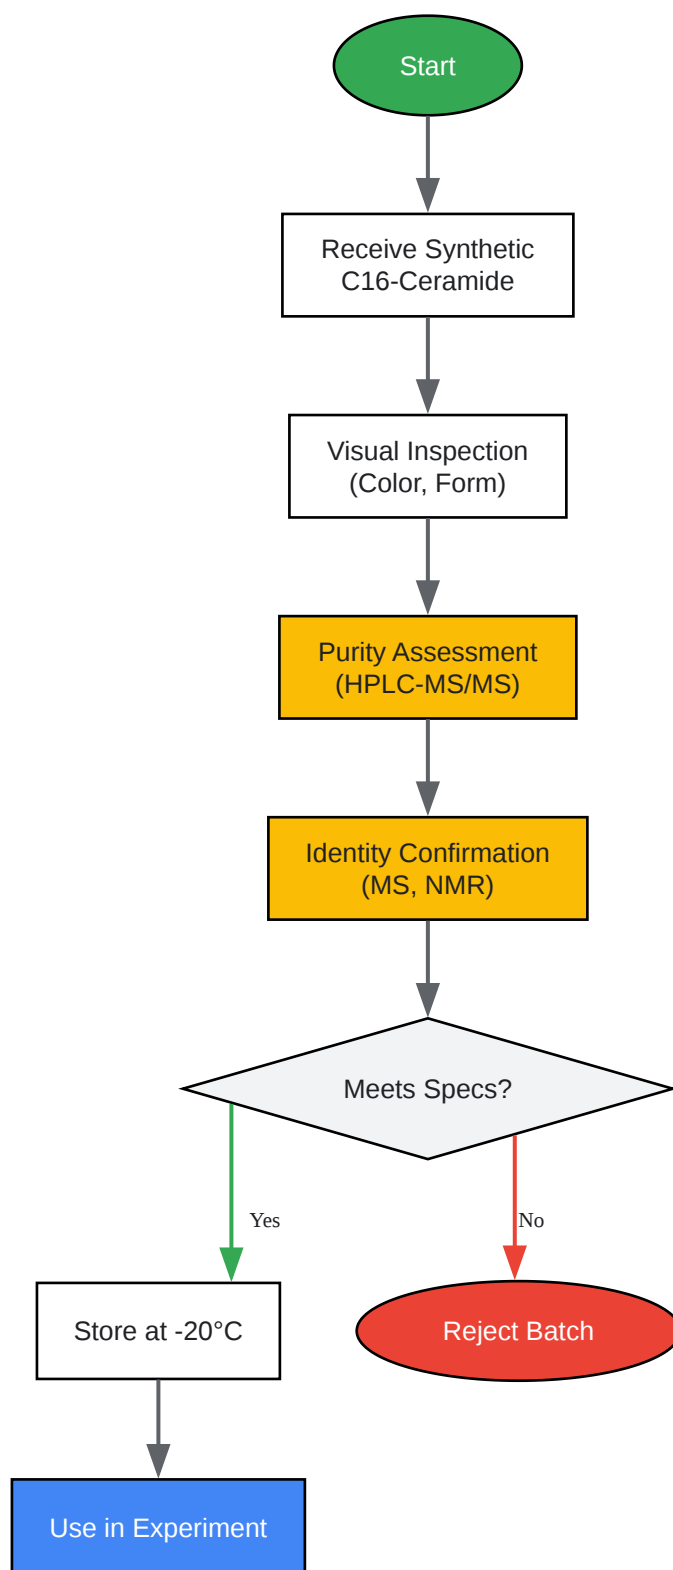 Start
Receive Synthetic
C16-Ceramide
Visual Inspection
(Color, Form)
Purity Assessment
(HPLC-MS/MS)
Identity Confirmation
(MS, NMR)
Meets Specs?
Yes
No
Store at -20°C
Reject Batch
Use in Experiment